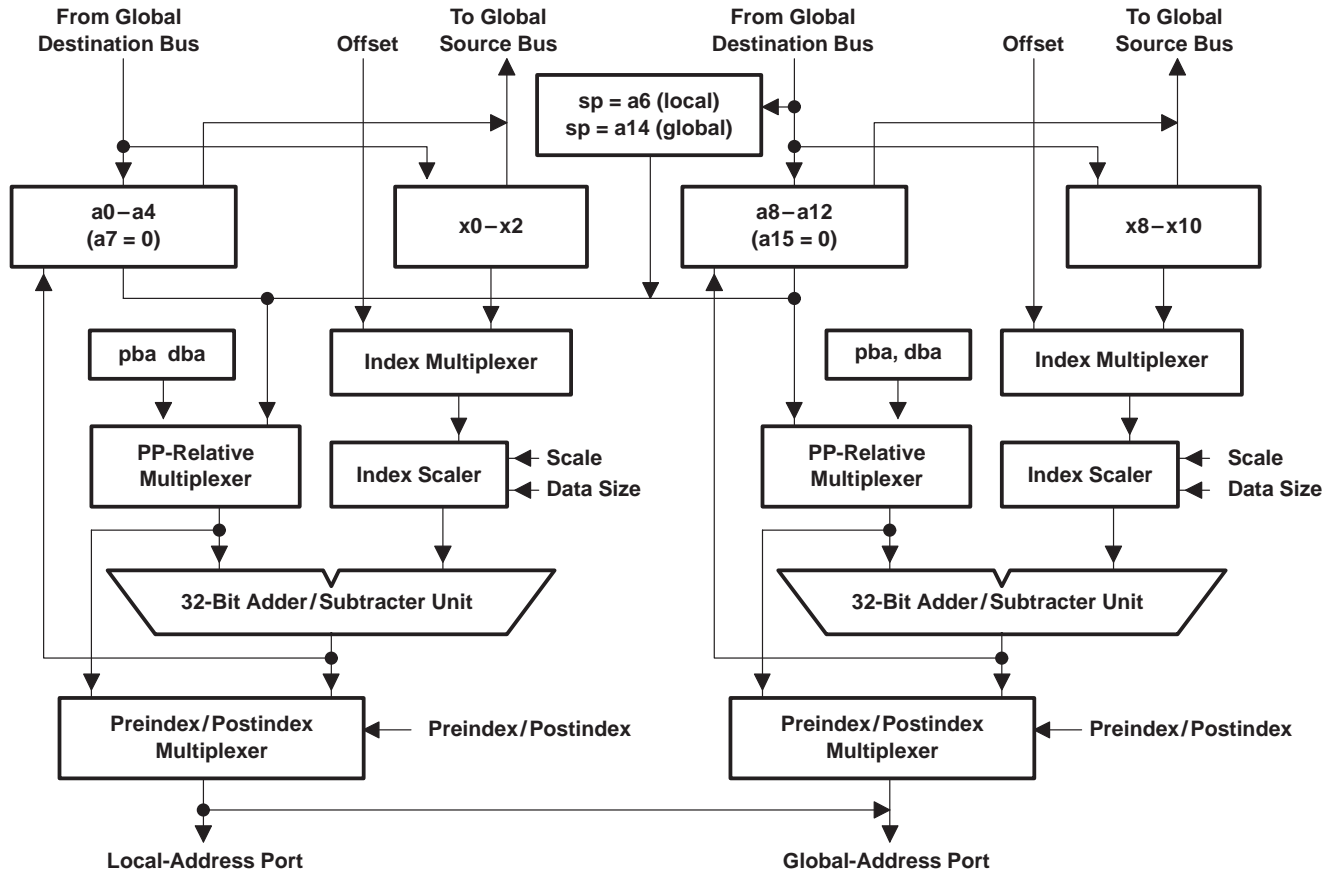 From Global
Destination Bus
Offset
To Global
Source Bus
From Global
Destination Bus
Offset
To Global
Source Bus
sp = a6 (local)
sp = a14 (global)
a0–a4
(a7 = 0)
x0–x2
a8–a12
(a15 = 0)
x8–x10
pba dba
Index Multiplexer
pba, dba
Index Multiplexer
PP-Relative
Multiplexer
Index Scaler
Scale
Data Size
PP-Relative
Multiplexer
Index Scaler
Scale
Data Size
32-Bit Adder/Subtracter Unit
32-Bit Adder/Subtracter Unit
Preindex/Postindex
Multiplexer
Preindex/Postindex
Preindex/Postindex
Multiplexer
Preindex/Postindex
Local-Address Port
Global-Address Port